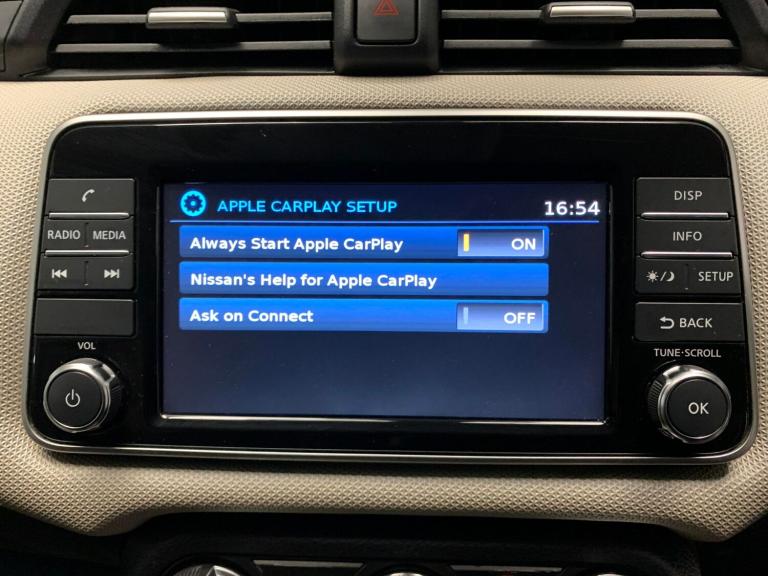 APPLE CARPLAY SETUP 16:54
Always Start Apple CarPlay ON
Nissan's Help for Apple CarPlay
Ask on Connect OFF
RADIO MEDIA
VOL
DISP
INFO
SETUP
BACK
TUNE·SCROLL
OK